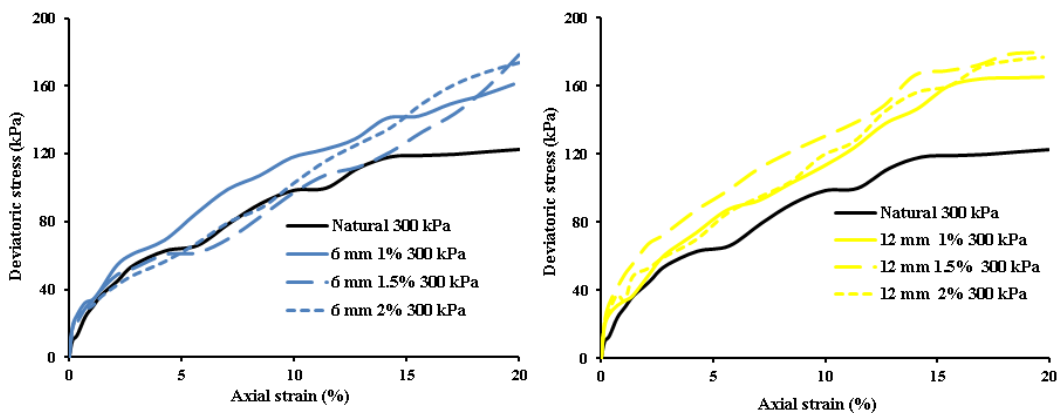 200
160
120
80
40
0
Deviatoric stress (kPa)
Natural 300 kPa
6 mm 1% 300 kPa
6 mm 1.5% 300 kPa
6 mm 2% 300 kPa
0 5 10 15 20
Axial strain (%)
200
160
120
80
40
0
Deviatoric stress (kPa)
Natural 300 kPa
12 mm 1% 300 kPa
12 mm 1.5% 300 kPa
12 mm 2% 300 kPa
0 5 10 15 20
Axial strain (%)